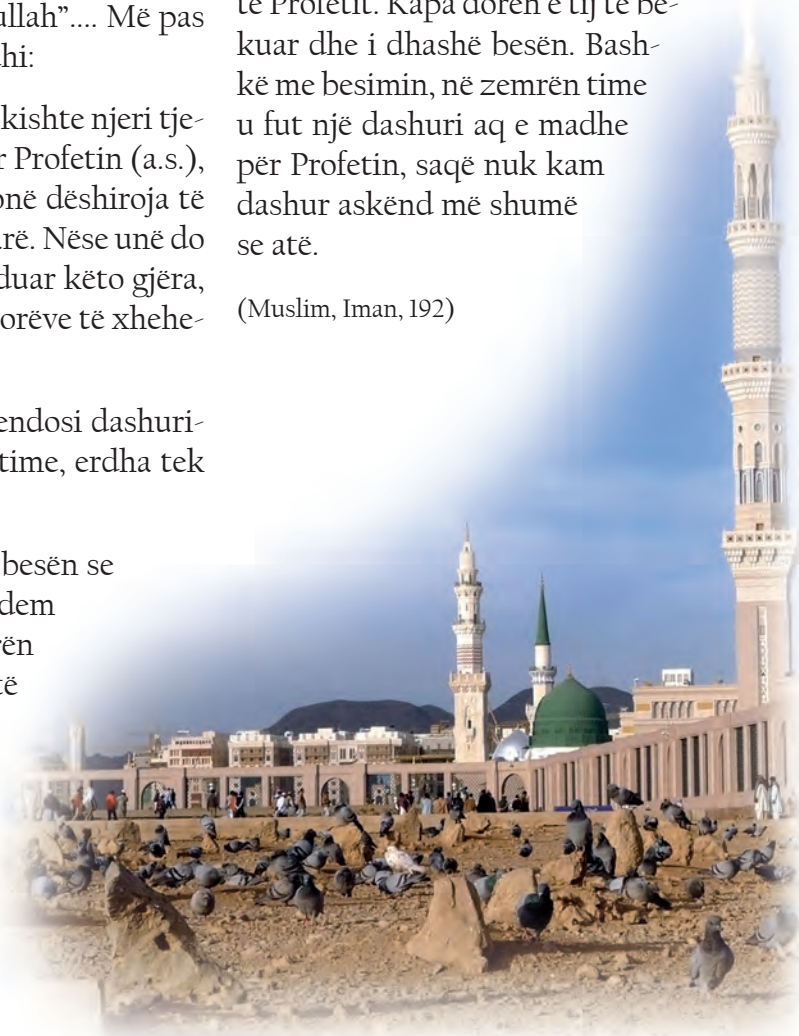 ullah”.... Më pas
hi:
kishte njeri tje-
r Profetin (a.s.),
onë dëshiroja të
rë. Nëse unë do
duar këto gjëra,
orëve të xhehe-
endosi dashuri-
time, erdha tek
besën se
dem
ën
të
të Profetit. Kapa dorën e tij të be-
kuar dhe i dhashë besën. Bash-
kë me besimin, në zemrën time
u fut një dashuri aq e madhe
për Profetin, saqë nuk kam
dashur askënd më shumë
se atë.
(Muslim, Iman, 192)